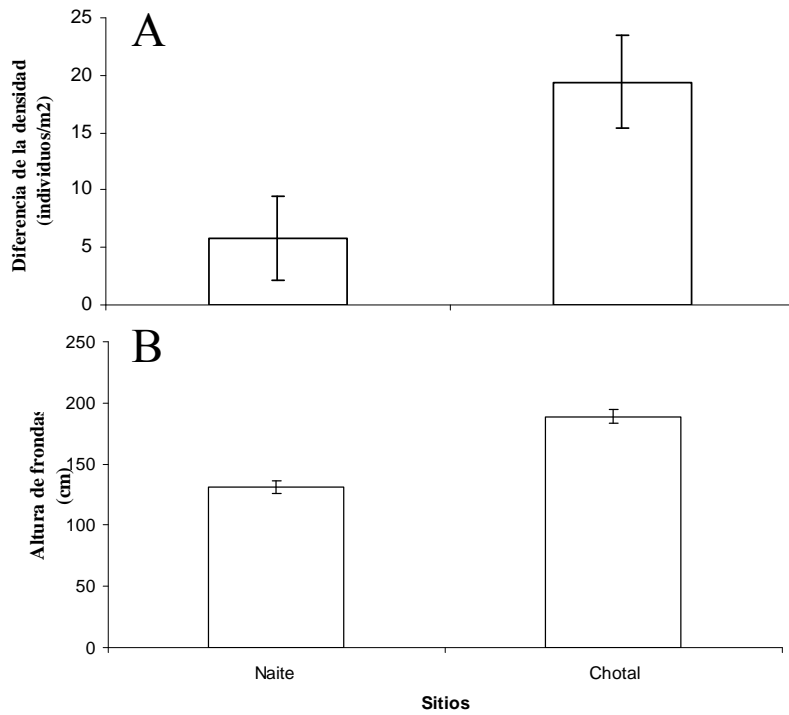 A
Diferencia de la densidad
(individuos/m2)
25
20
15
10
5
0
B
Altura de frondas
(cm)
250
200
150
100
50
0
Naite
Chotal
Sitios